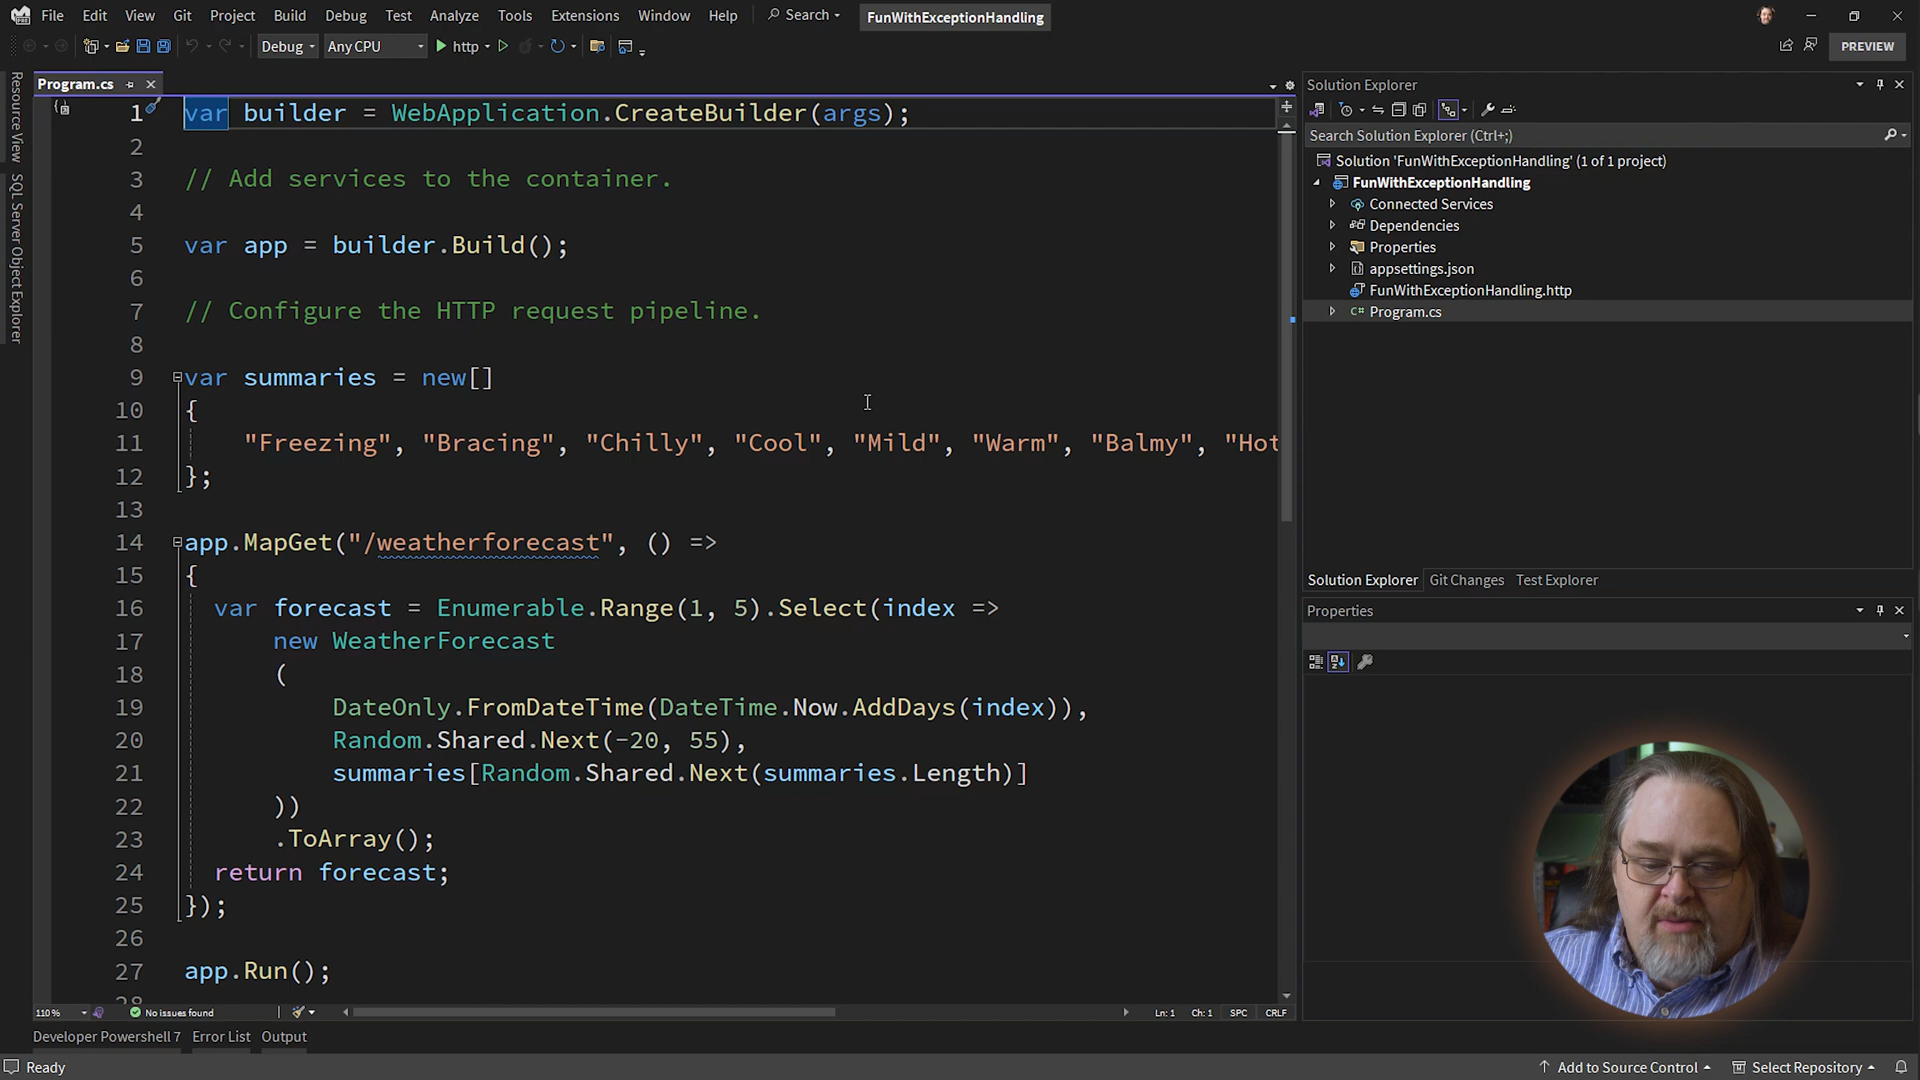 File Edit View Git Project Build Debug Test Analyze Tools Extensions Window Help Search FunWithExceptionHandling
Debug Any CPU http PREVIEW
Resource View
SQL Server Object Explorer
Program.cs
1 var builder = WebApplication.CreateBuilder(args);
2
3 // Add services to the container.
4
5 var app = builder.Build();
6
7 // Configure the HTTP request pipeline.
8
9 var summaries = new[]
10 {
11 "Freezing", "Bracing", "Chilly", "Cool", "Mild", "Warm", "Balmy", "Hot
12 };
13
14 app.MapGet("/weatherforecast", () =>
15 {
16 var forecast = Enumerable.Range(1, 5).Select(index =>
17 new WeatherForecast
18 (
19 DateOnly.FromDateTime(DateTime.Now.AddDays(index)),
20 Random.Shared.Next(-20, 55),
21 summaries[Random.Shared.Next(summaries.Length)]
22 ))
23 .ToArray();
24 return forecast;
25 });
26
27 app.Run();
28
110 % No issues found Ln: 1 Ch: 1 SPC CRLF
Solution Explorer
Search Solution Explorer (Ctrl+;)
Solution 'FunWithExceptionHandling' (1 of 1 project)
FunWithExceptionHandling
Connected Services
Dependencies
Properties
appsettings.json
FunWithExceptionHandling.http
C# Program.cs
Solution Explorer Git Changes Test Explorer
Properties
Developer Powershell 7 Error List Output
Ready Add to Source Control Select Repository